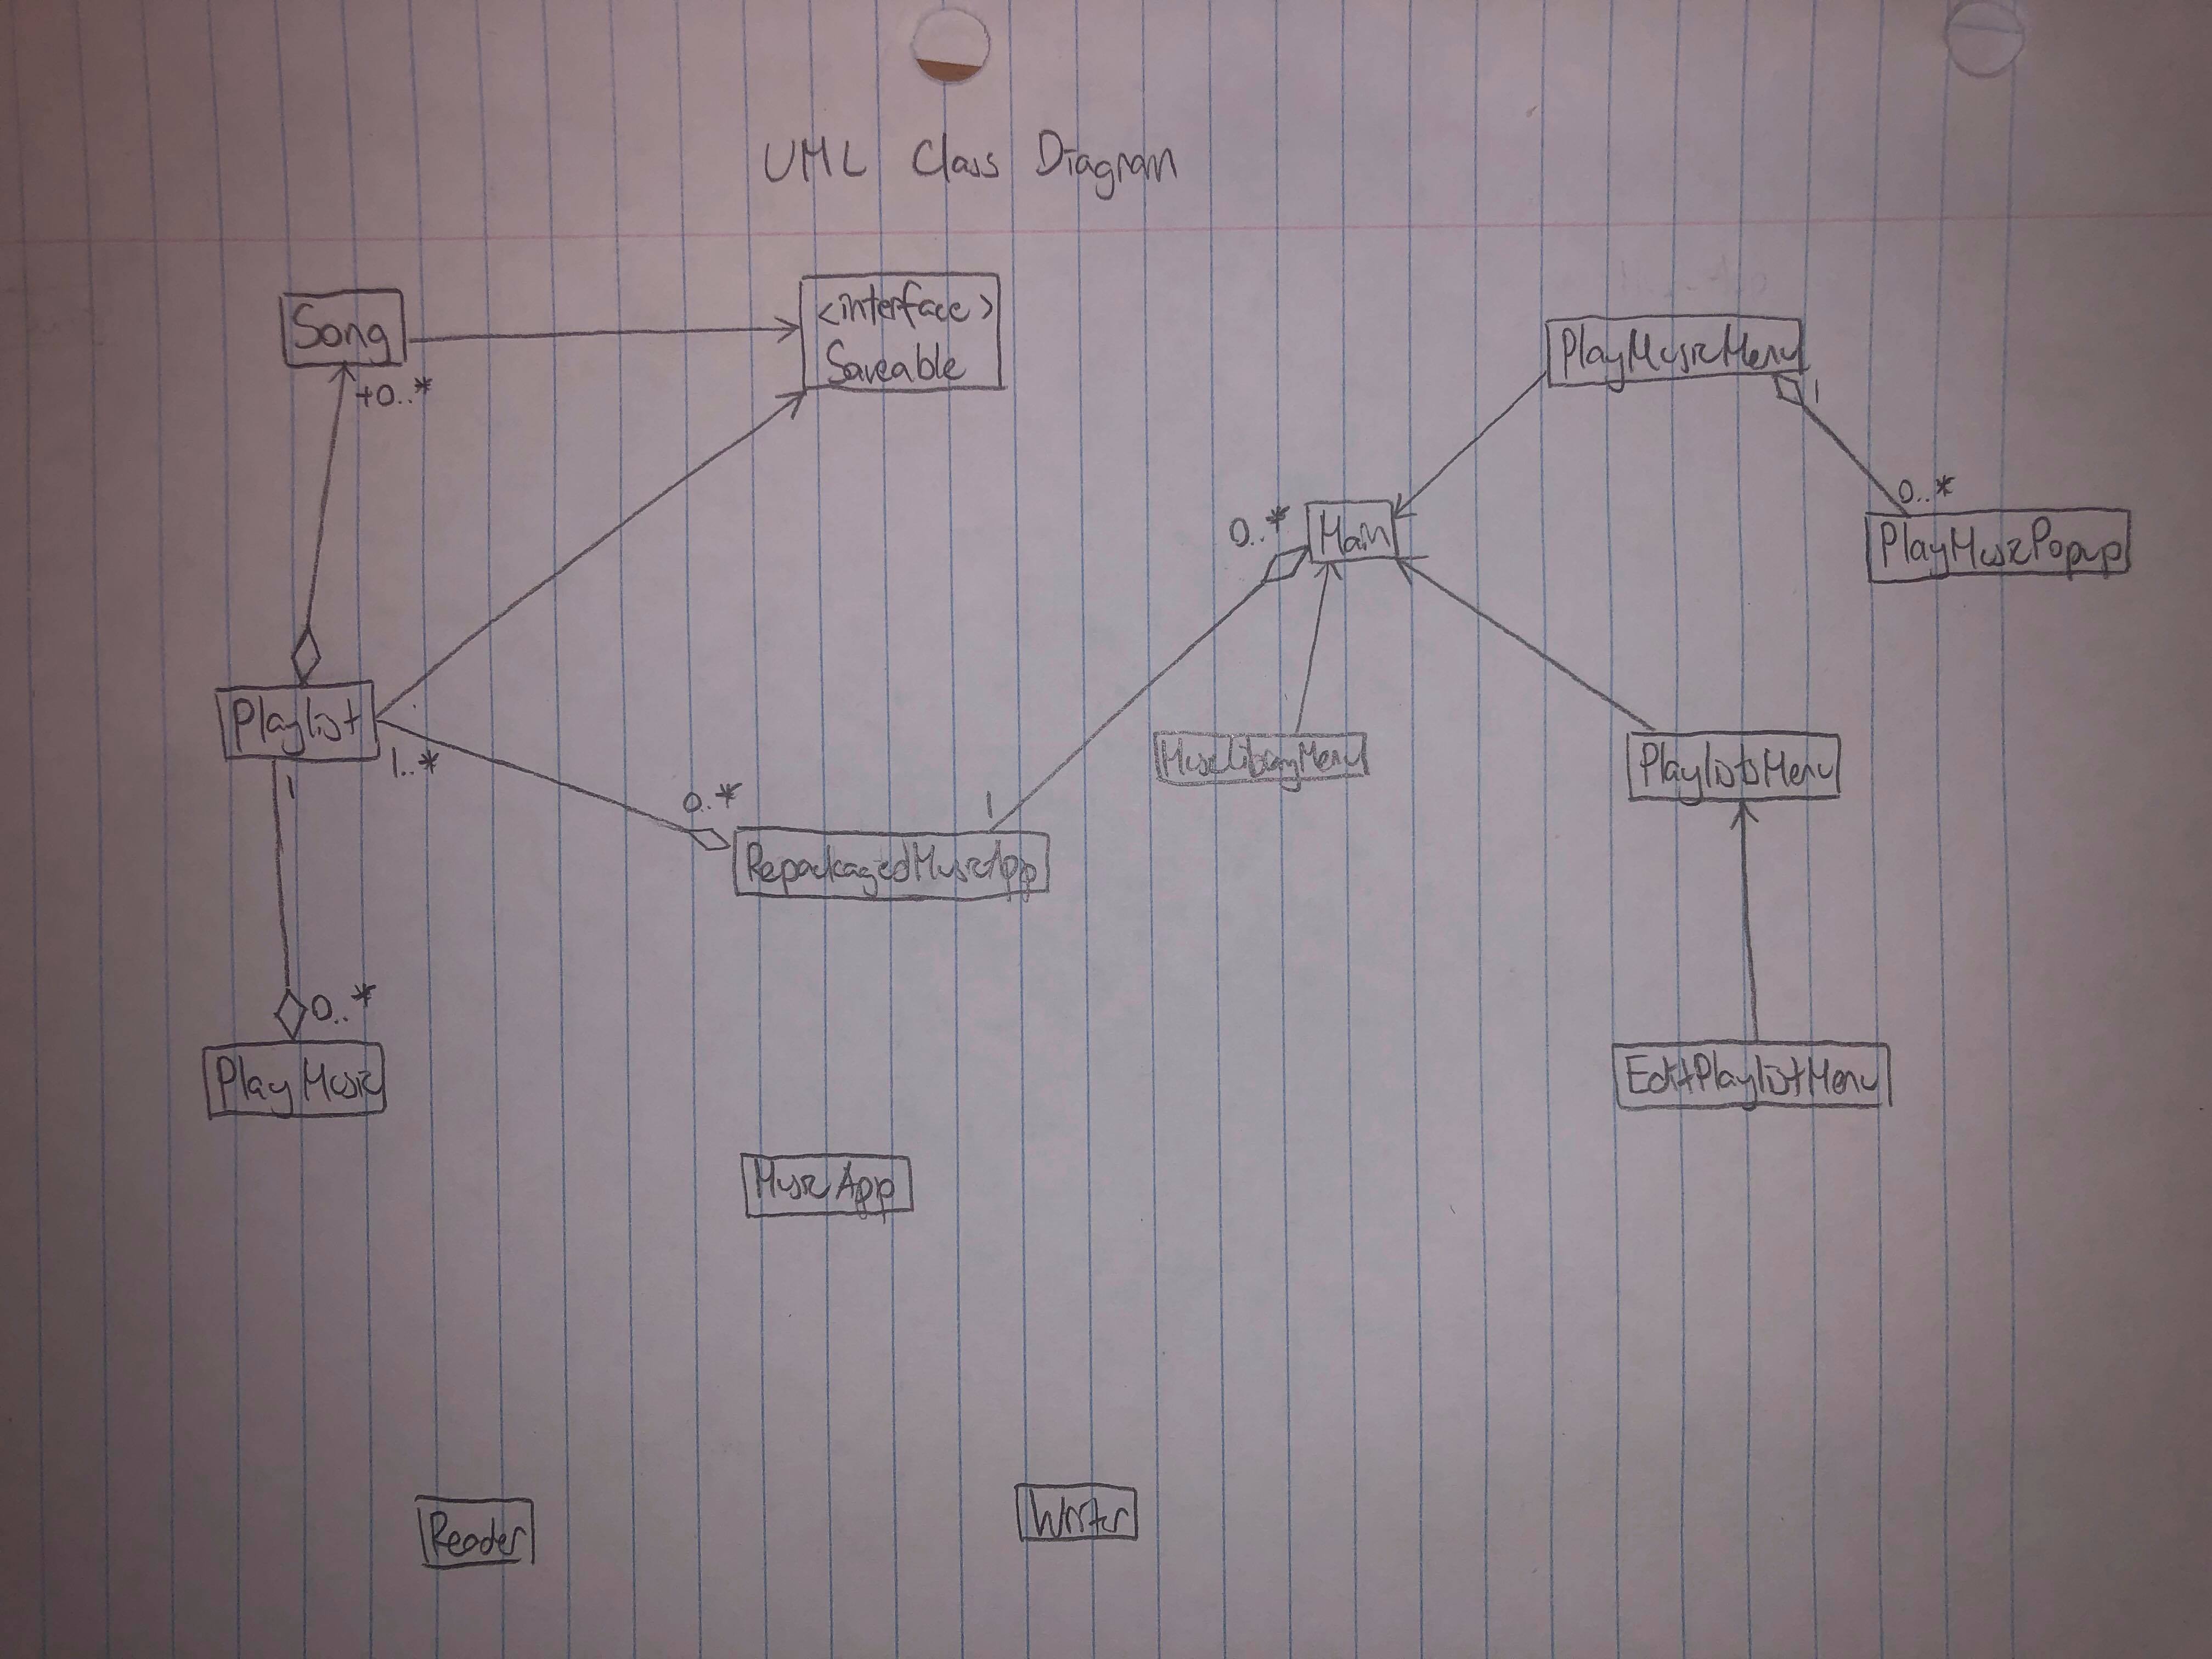 UML Class Diagram
Song
<interface>
Saveable
PlayMusicMenu
+0..*
1
0..*
0..*
Main
PlayMusicPopup
Playlist
1..*
MusicLibrayMenu
PlaylistsMenu
1
0..*
1
RepackagedMusicApp
0..*
PlayMusic
EditPlaylistMenu
MusicApp
Reader
Writer